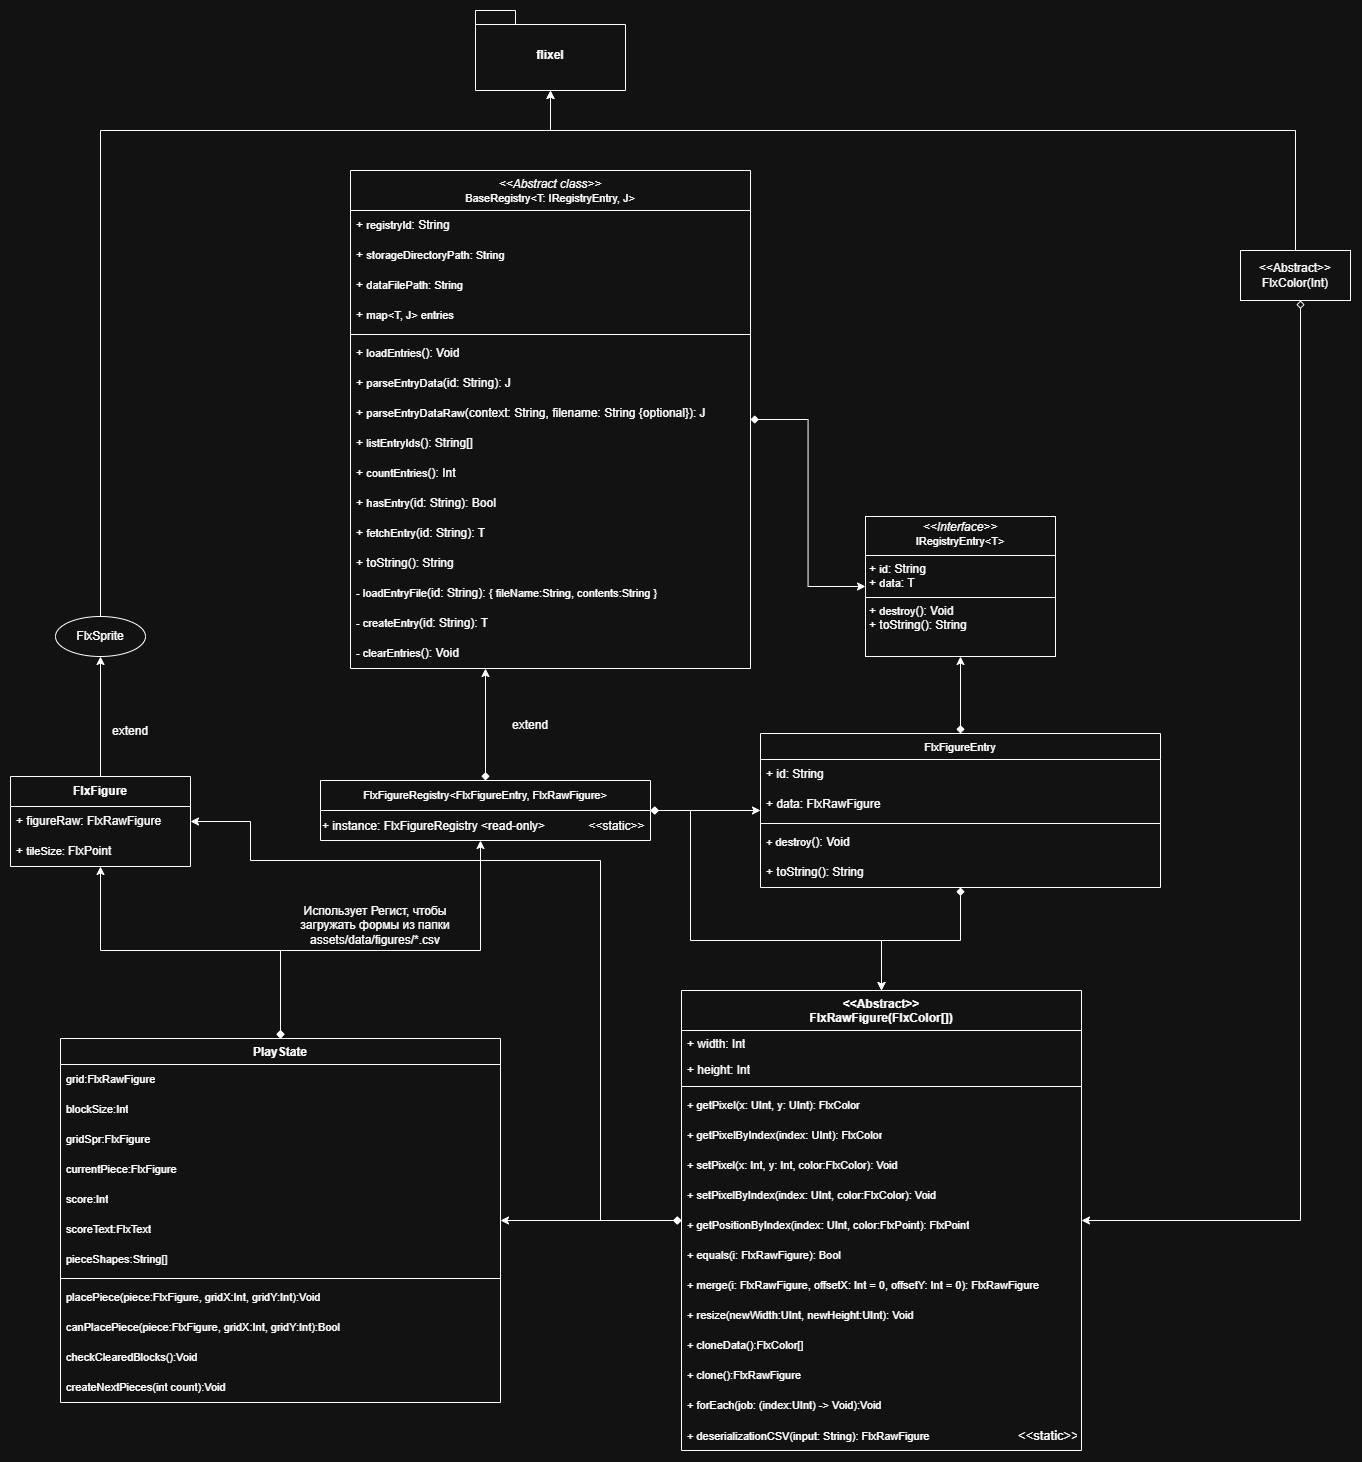 flixel
<<Abstract class>>
BaseRegistry<T: IRegistryEntry, J>
+ registryId: String
+ storageDirectoryPath: String
+ dataFilePath: String
+ map<T, J> entries
+ loadEntries(): Void
+ parseEntryData(id: String): J
+ parseEntryDataRaw(context: String, filename: String {optional}): J
+ listEntryIds(): String[]
+ countEntries(): Int
+ hasEntry(id: String): Bool
+ fetchEntry(id: String): T
+ toString(): String
- loadEntryFile(id: String): { fileName:String, contents:String }
- createEntry(id: String): T
- clearEntries(): Void
<<Abstract>>
FlxColor(Int)
<<Interface>>
IRegistryEntry<T>
+ id: String
+ data: T
+ destroy(): Void
+ toString(): String
FlxSprite
extend
extend
FlxFigure
+ figureRaw: FlxRawFigure
+ tileSize: FlxPoint
FlxFigureRegistry<FlxFigureEntry, FlxRawFigure>
+ instance: FlxFigureRegistry <read-only> <<static>>
FlxFigureEntry
+ id: String
+ data: FlxRawFigure
+ destroy(): Void
+ toString(): String
Использует Регист, чтобы
загружать формы из папки
assets/data/figures/*.csv
PlayState
grid:FlxRawFigure
blockSize:Int
gridSpr:FlxFigure
currentPiece:FlxFigure
score:Int
scoreText:FlxText
pieceShapes:String[]
placePiece(piece:FlxFigure, gridX:Int, gridY:Int):Void
canPlacePiece(piece:FlxFigure, gridX:Int, gridY:Int):Bool
checkClearedBlocks():Void
createNextPieces(int count):Void
<<Abstract>>
FlxRawFigure(FlxColor[])
+ width: Int
+ height: Int
+ getPixel(x: UInt, y: UInt): FlxColor
+ getPixelByIndex(index: UInt): FlxColor
+ setPixel(x: Int, y: Int, color:FlxColor): Void
+ setPixelByIndex(index: UInt, color:FlxColor): Void
+ getPositionByIndex(index: UInt, color:FlxPoint): FlxPoint
+ equals(i: FlxRawFigure): Bool
+ merge(i: FlxRawFigure, offsetX: Int = 0, offsetY: Int = 0): FlxRawFigure
+ resize(newWidth:UInt, newHeight:UInt): Void
+ cloneData():FlxColor[]
+ clone():FlxRawFigure
+ forEach(job: (index:UInt) -> Void):Void
+ deserializationCSV(input: String): FlxRawFigure <<static>>